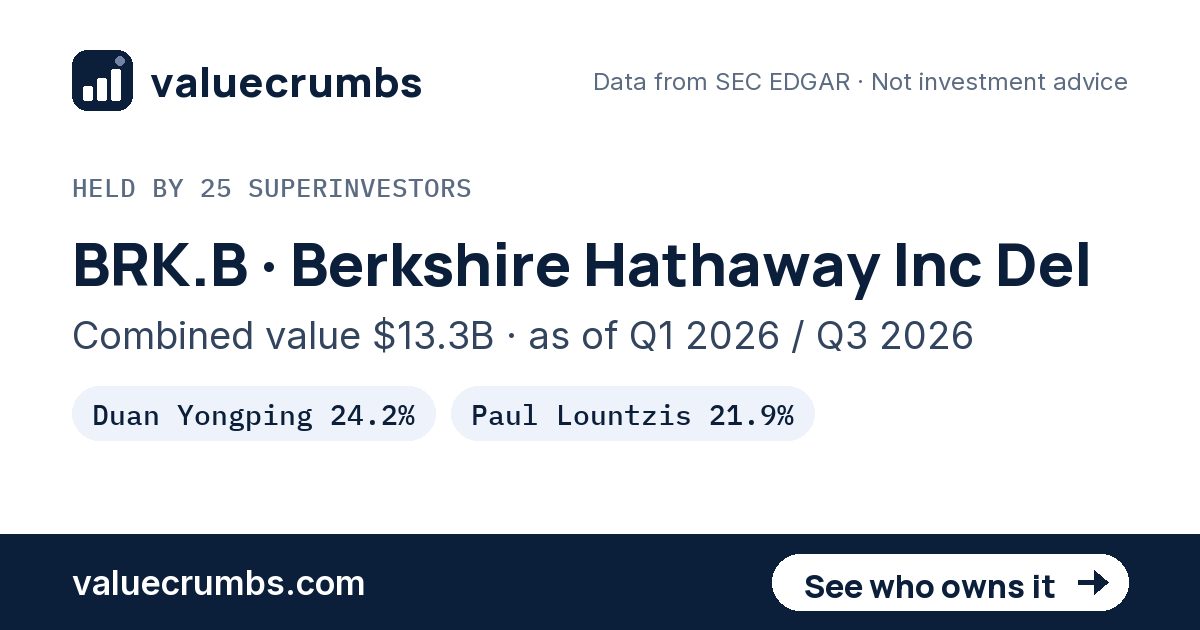 valuecrumbs
Data from SEC EDGAR · Not investment advice
HELD BY 25 SUPERINVESTORS
BRK.B · Berkshire Hathaway Inc Del
Combined value $13.3B · as of Q1 2026 / Q3 2026
Duan Yongping 24.2%
Paul Lountzis 21.9%
valuecrumbs.com
See who owns it →